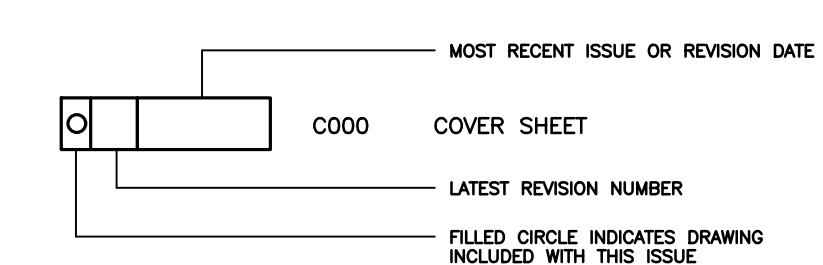 MOST RECENT ISSUE OR REVISION DATE
C000 COVER SHEET
LATEST REVISION NUMBER
FILLED CIRCLE INDICATES DRAWING
INCLUDED WITH THIS ISSUE